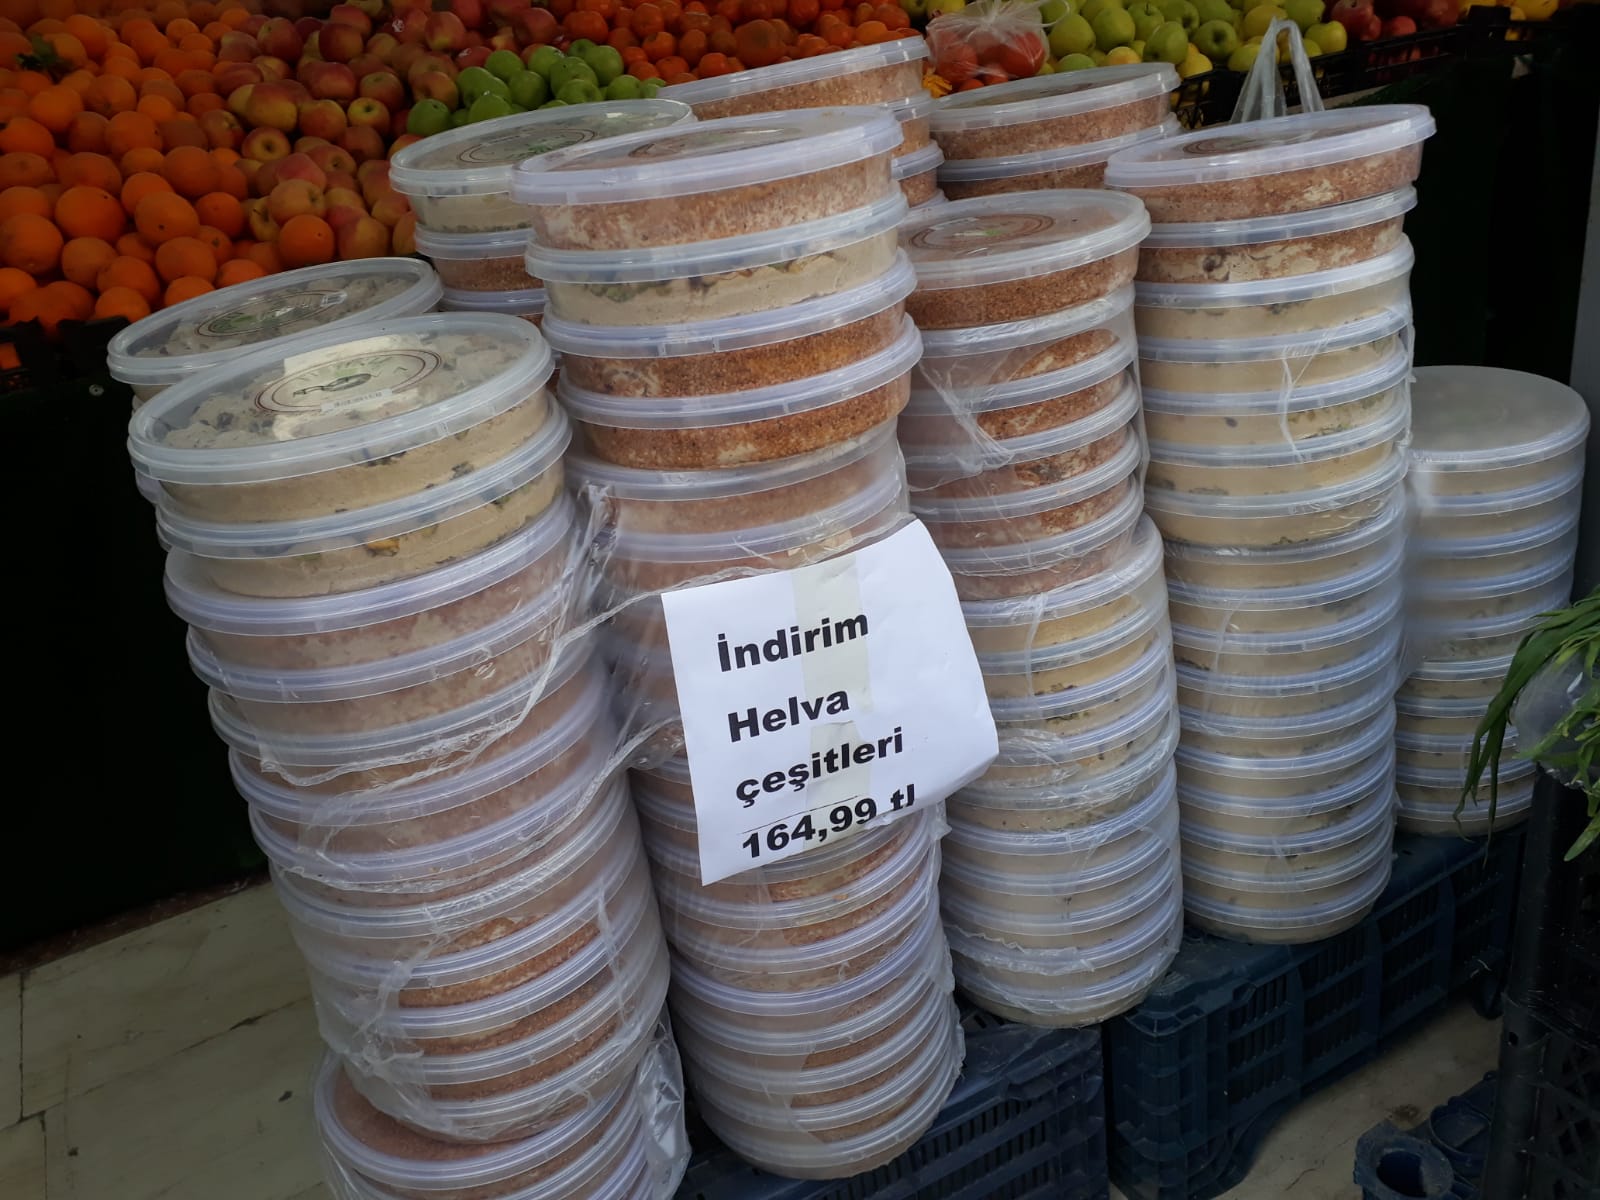 İndirim
Helva
çeşitleri
164,99 tl